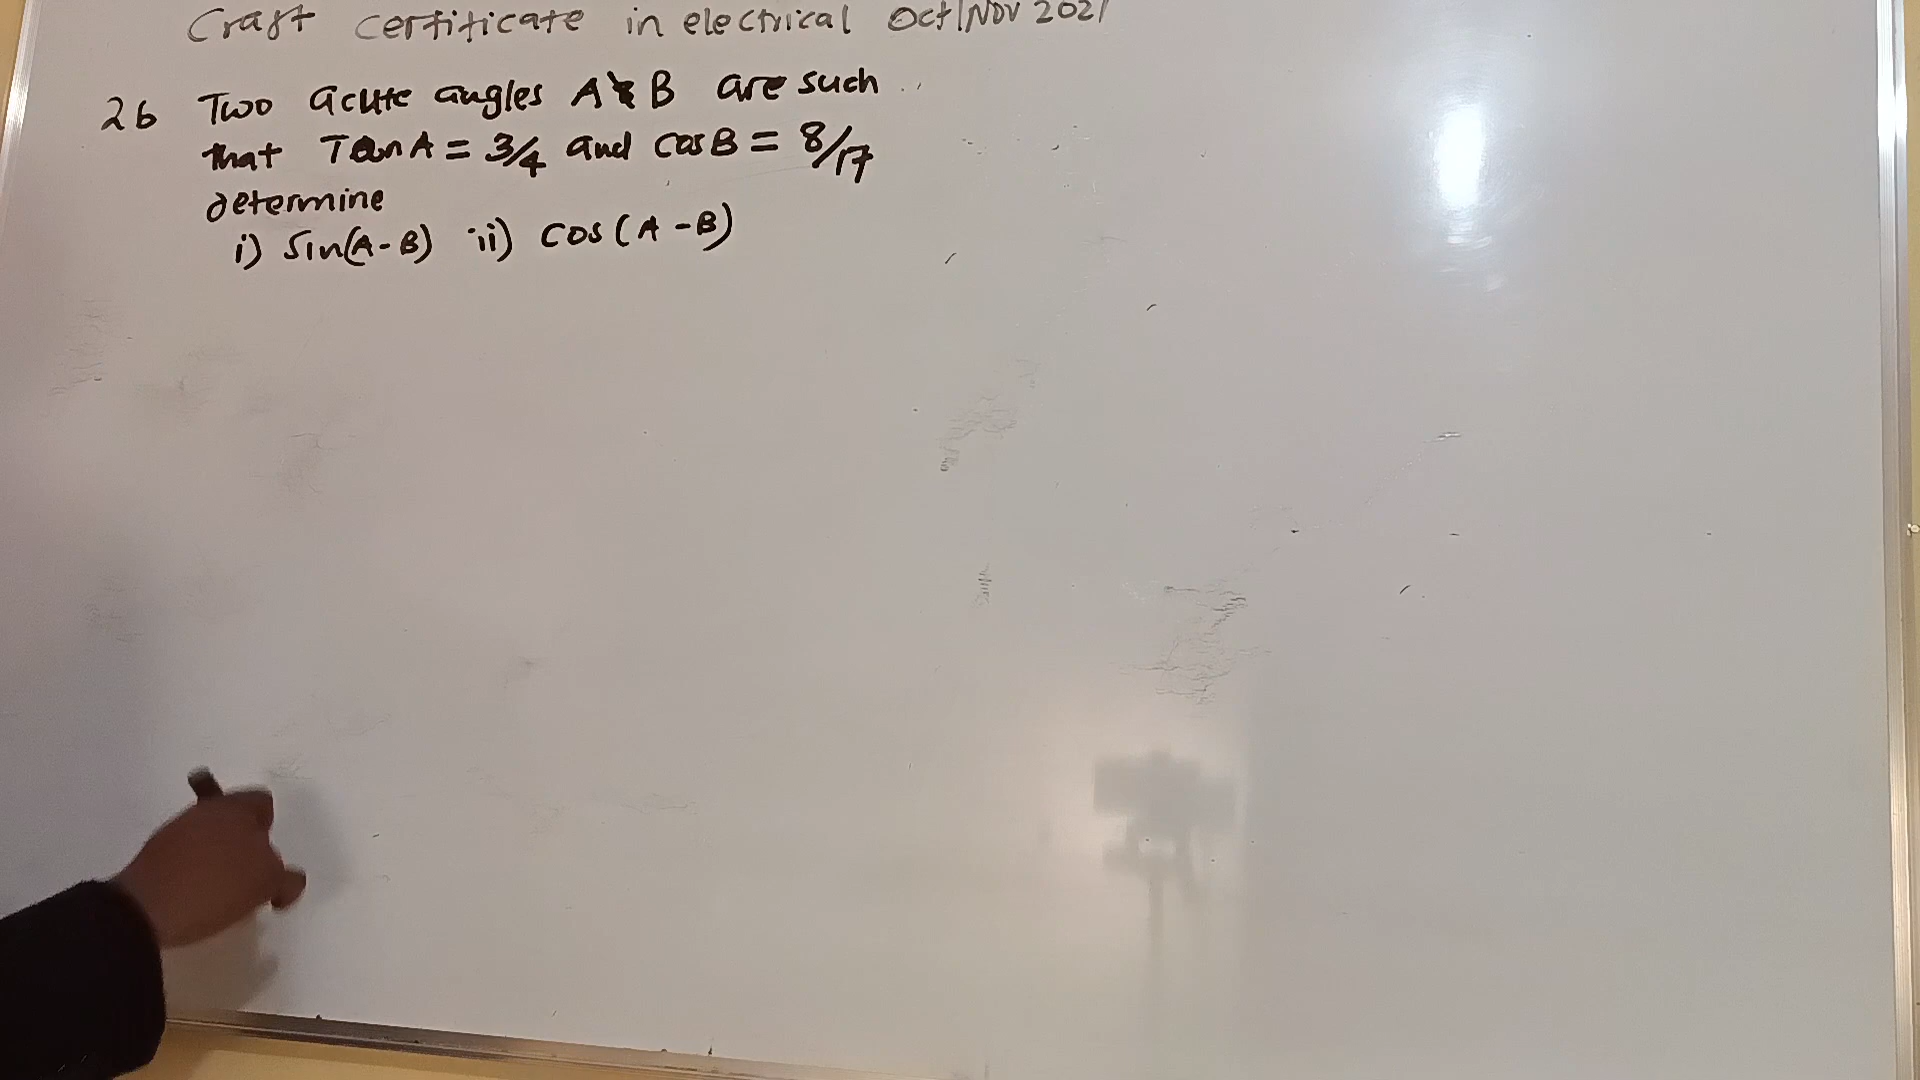 Craft certificate in electrical Oct/Nov 2021
2b Two acute angles A & B are such
that Tan A = 3/4 and cos B = 8/17
determine
i) Sin(A-B) ii) cos(A-B)